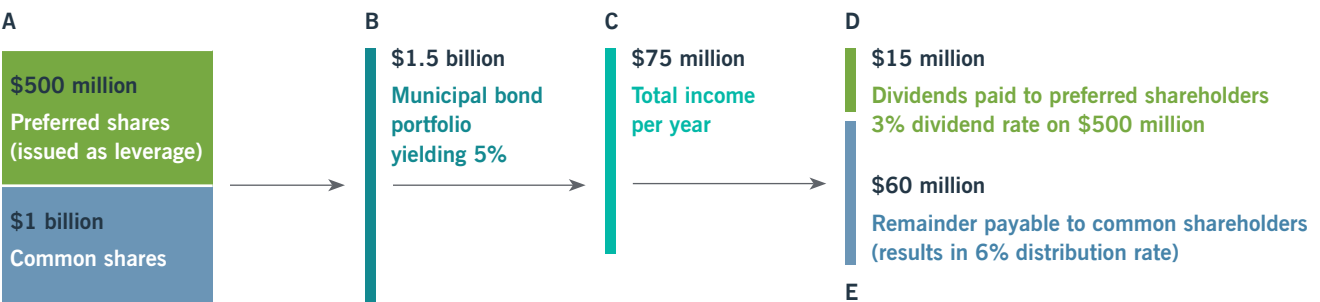 A
$500 million
Preferred shares
(issued as leverage)
$1 billion
Common shares
B
$1.5 billion
Municipal bond
portfolio
yielding 5%
C
$75 million
Total income
per year
D
$15 million
Dividends paid to preferred shareholders
3% dividend rate on $500 million
$60 million
Remainder payable to common shareholders
(results in 6% distribution rate)
E